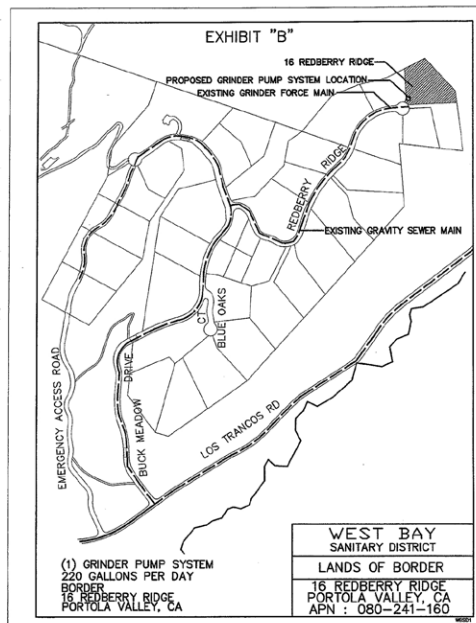 EXHIBIT "B"
16 REDBERRY RIDGE
PROPOSED GRINDER PUMP SYSTEM LOCATION
EXISTING GRINDER FORCE MAIN
REDBERRY RIDGE
EXISTING GRAVITY SEWER MAIN
BLUE OAKS CT
EMERGENCY ACCESS ROAD
BUCK MEADOW DRIVE
LOS TRANCOS RD
(1) GRINDER PUMP SYSTEM
220 GALLONS PER DAY
BORDER
16 REDBERRY RIDGE
PORTOLA VALLEY, CA
WEST BAY
SANITARY DISTRICT
LANDS OF BORDER
16 REDBERRY RIDGE
PORTOLA VALLEY, CA
APN : 080-241-160